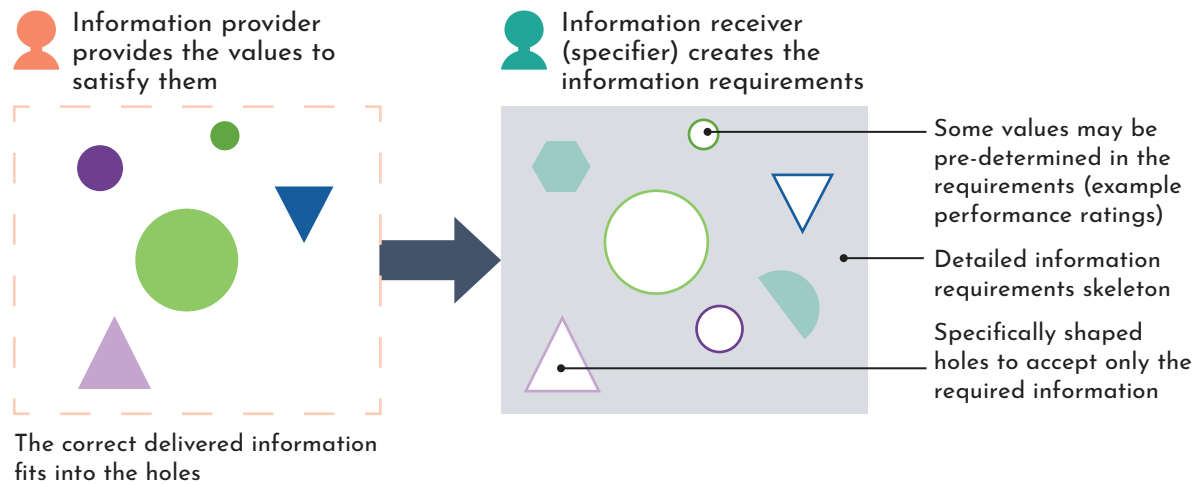 Information provider
provides the values to
satisfy them
Information receiver
(specifier) creates the
information requirements
Some values may be
pre-determined in the
requirements (example
performance ratings)
Detailed information
requirements skeleton
Specifically shaped
holes to accept only the
required information
The correct delivered information
fits into the holes